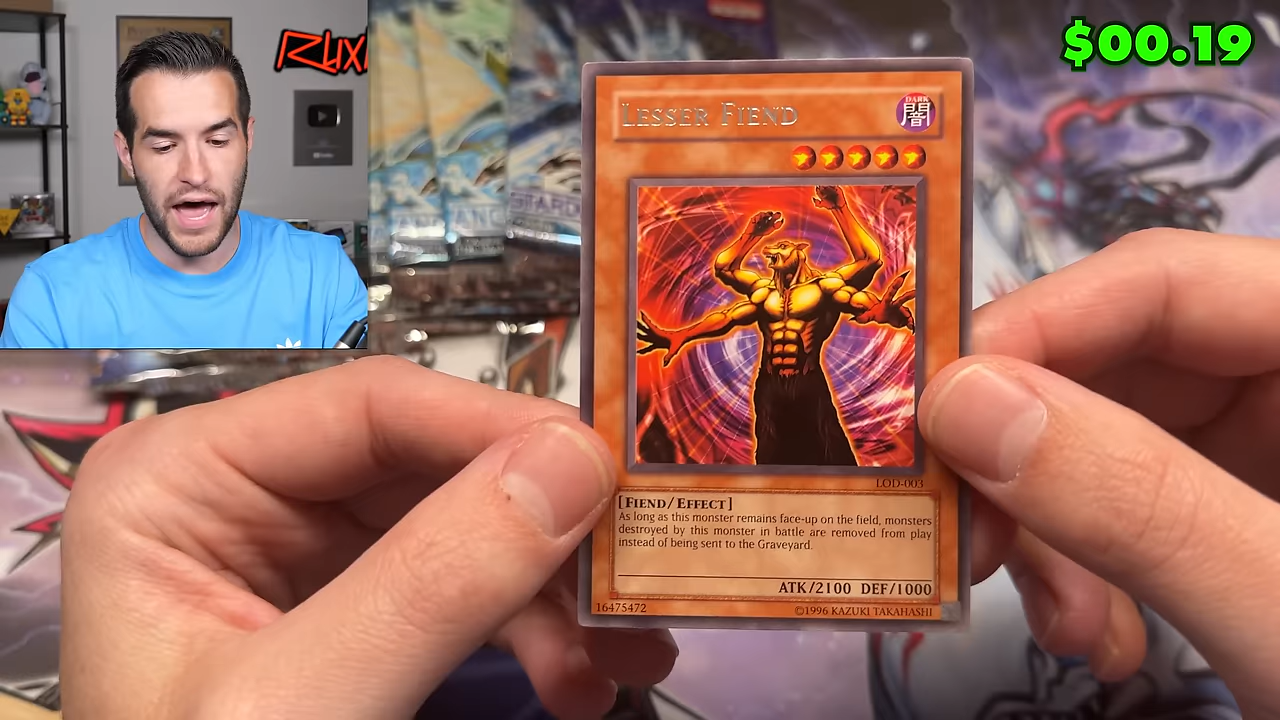 $00.19
LESSER FIEND
DARK
闇
LOD-003
[FIEND/EFFECT]
As long as this monster remains face-up on the field, monsters
destroyed by this monster in battle are removed from play
instead of being sent to the Graveyard.
ATK/2100 DEF/1000
16475472
©1996 KAZUKI TAKAHASHI